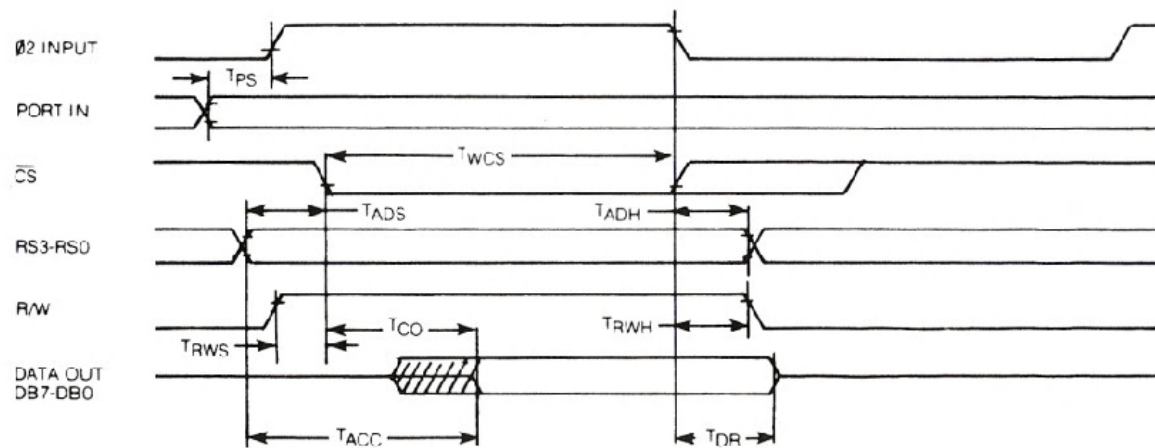 Ø2 INPUT
TPS
PORT IN
CS
TWCS
TADS
TADH
RS3-RS0
R/W
TCO
TRWH
TRWS
DATA OUT
DB7-DB0
TACC
TDR